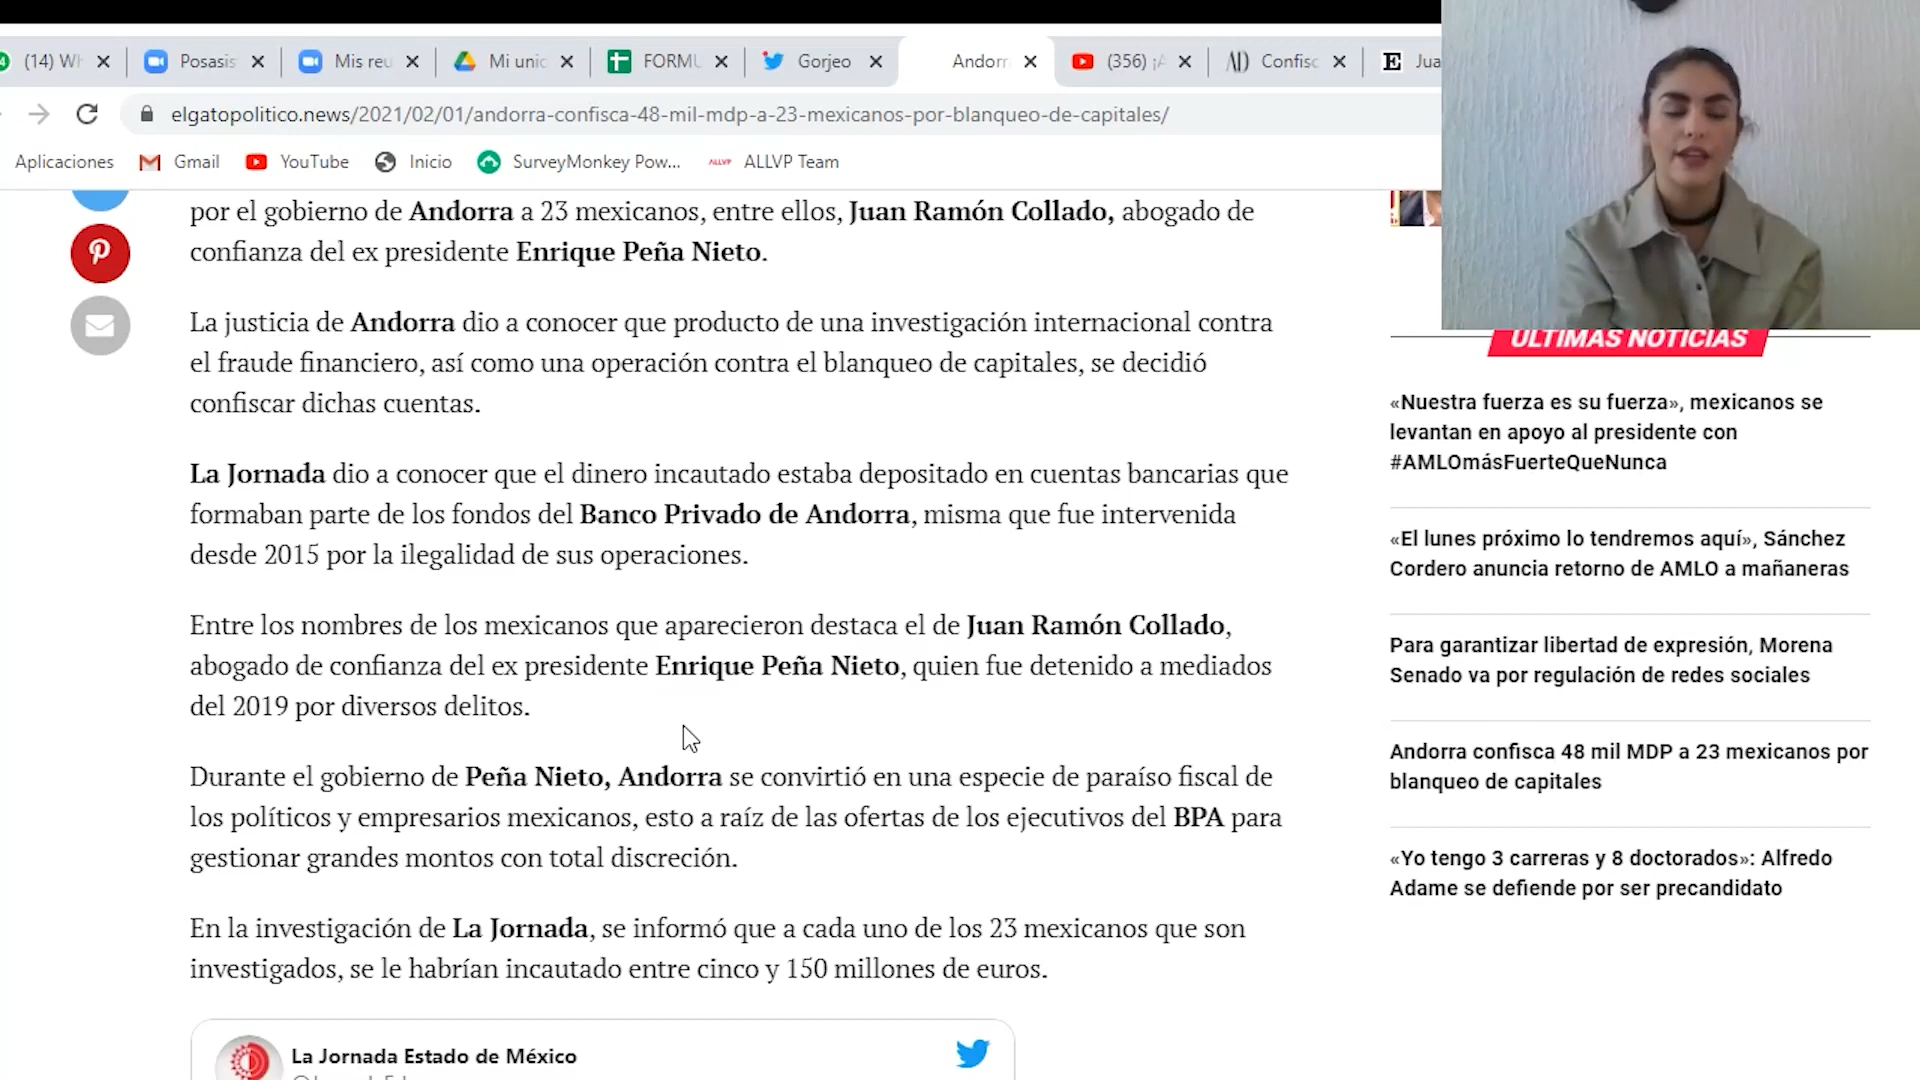 (14) Wh
Posasis
Mis reu
Mi unic
FORMU
Gorjeo
Andorr
(356) ¡A
Confisc
Jua
elgatopolitico.news/2021/02/01/andorra-confisca-48-mil-mdp-a-23-mexicanos-por-blanqueo-de-capitales/
Aplicaciones
Gmail
YouTube
Inicio
SurveyMonkey Pow...
ALLVP
ALLVP Team
por el gobierno de Andorra a 23 mexicanos, entre ellos, Juan Ramón Collado, abogado de
confianza del ex presidente Enrique Peña Nieto.
La justicia de Andorra dio a conocer que producto de una investigación internacional contra
el fraude financiero, así como una operación contra el blanqueo de capitales, se decidió
confiscar dichas cuentas.
La Jornada dio a conocer que el dinero incautado estaba depositado en cuentas bancarias que
formaban parte de los fondos del Banco Privado de Andorra, misma que fue intervenida
desde 2015 por la ilegalidad de sus operaciones.
Entre los nombres de los mexicanos que aparecieron destaca el de Juan Ramón Collado,
abogado de confianza del ex presidente Enrique Peña Nieto, quien fue detenido a mediados
del 2019 por diversos delitos.
Durante el gobierno de Peña Nieto, Andorra se convirtió en una especie de paraíso fiscal de
los políticos y empresarios mexicanos, esto a raíz de las ofertas de los ejecutivos del BPA para
gestionar grandes montos con total discreción.
En la investigación de La Jornada, se informó que a cada uno de los 23 mexicanos que son
investigados, se le habrían incautado entre cinco y 150 millones de euros.
La Jornada Estado de México
ÚLTIMAS NOTICIAS
«Nuestra fuerza es su fuerza», mexicanos se
levantan en apoyo al presidente con
#AMLOmásFuerteQueNunca
«El lunes próximo lo tendremos aquí», Sánchez
Cordero anuncia retorno de AMLO a mañaneras
Para garantizar libertad de expresión, Morena
Senado va por regulación de redes sociales
Andorra confisca 48 mil MDP a 23 mexicanos por
blanqueo de capitales
«Yo tengo 3 carreras y 8 doctorados»: Alfredo
Adame se defiende por ser precandidato